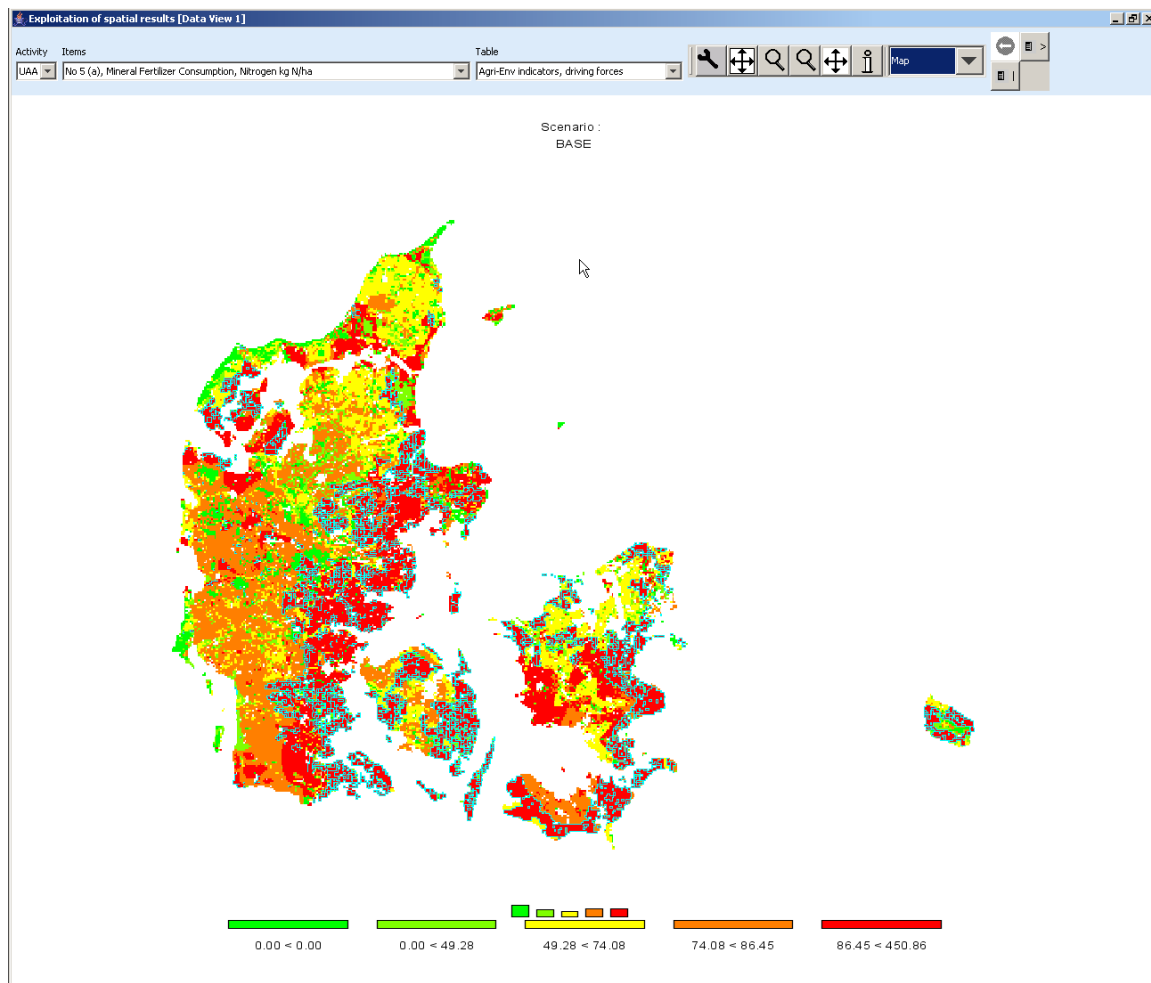 Exploitation of spatial results [Data View 1]
Activity Items Table
UAA No 5 (a), Mineral Fertilizer Consumption, Nitrogen kg N/ha Agri-Env indicators, driving forces Map
Scenario :
BASE
0.00 < 0.00 0.00 < 49.28 49.28 < 74.08 74.08 < 86.45 86.45 < 450.86